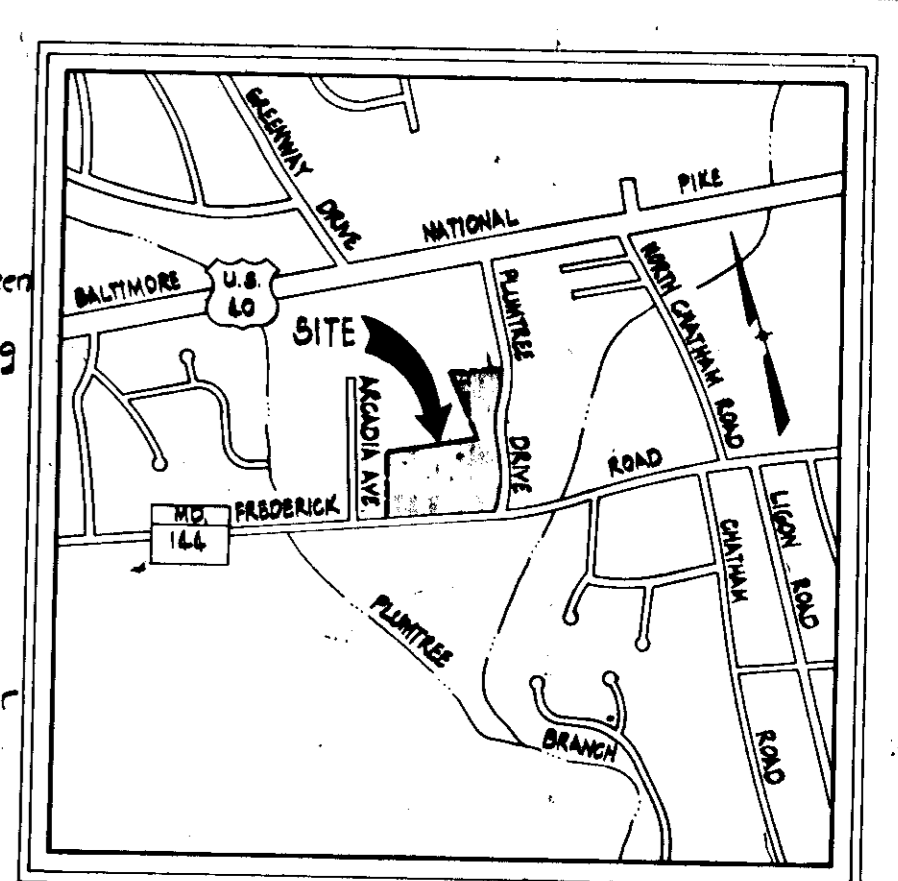 GREENWAY DRIVE
BALTIMORE NATIONAL PIKE
U.S.
40
SITE
PLUMTREE DRIVE
NORTH CHATHAM ROAD
ARCADIA AVE
MD.
144
FREDERICK ROAD
CHATHAM ROAD
LIGON ROAD
PLUMTREE BRANCH